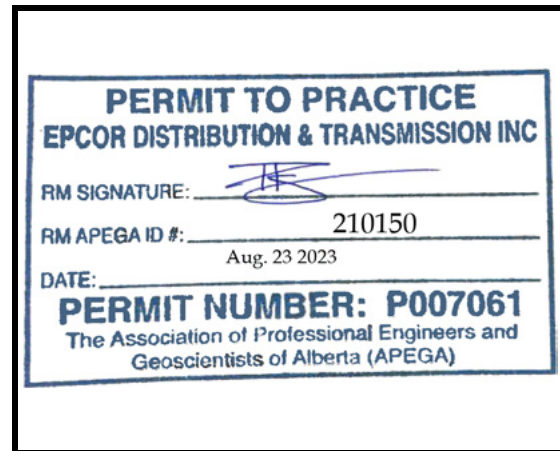 PERMIT TO PRACTICE
EPCOR DISTRIBUTION & TRANSMISSION INC
RM SIGNATURE:
RM APEGA ID #: 210150
Aug. 23 2023
DATE:
PERMIT NUMBER: P007061
The Association of Professional Engineers and
Geoscientists of Alberta (APEGA)